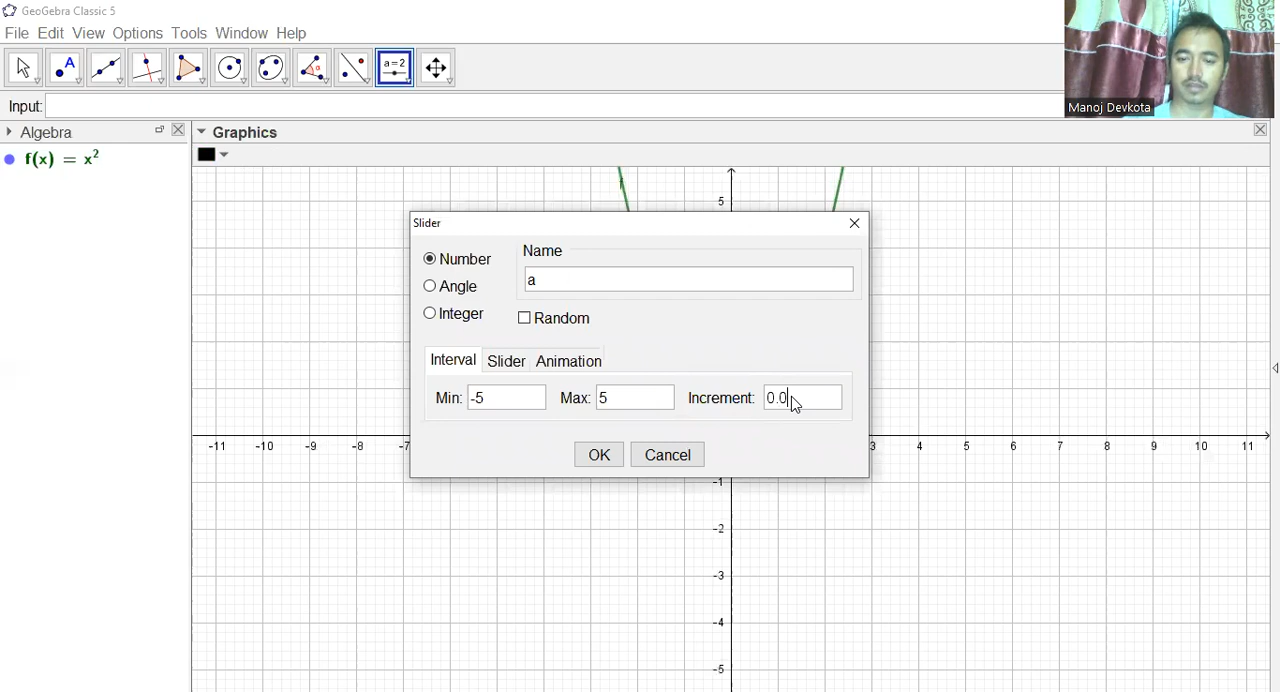 GeoGebra Classic 5
File Edit View Options Tools Window Help
A
a=2
Input:
Manoj Devkota
Algebra
Graphics
f(x) = x²
f
5
Slider
Number
Name
a
Angle
Integer
Random
Interval Slider Animation
Min: -5 Max: 5 Increment: 0.0
OK Cancel
-11 -10 -9 -8 -7 3 4 5 6 7 8 9 10 11
-1
-2
-3
-4
-5